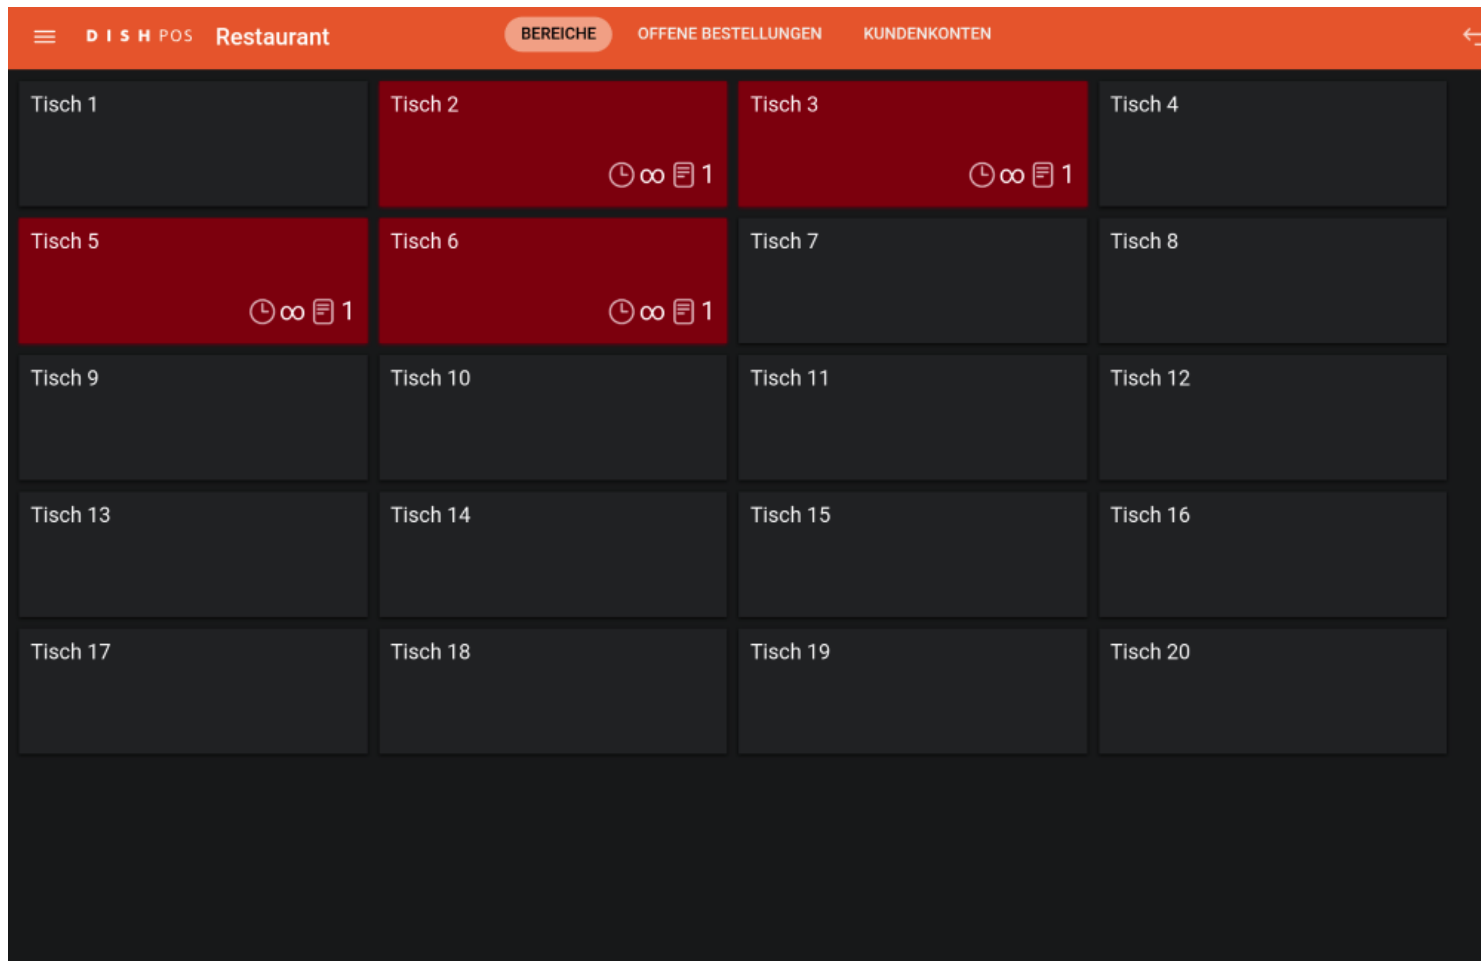 DISH POS Restaurant BEREICHE OFFENE BESTELLUNGEN KUNDENKONTEN
Tisch 1 Tisch 2 Tisch 3 Tisch 4
∞ 1 ∞ 1
Tisch 5 Tisch 6 Tisch 7 Tisch 8
∞ 1 ∞ 1
Tisch 9 Tisch 10 Tisch 11 Tisch 12
Tisch 13 Tisch 14 Tisch 15 Tisch 16
Tisch 17 Tisch 18 Tisch 19 Tisch 20